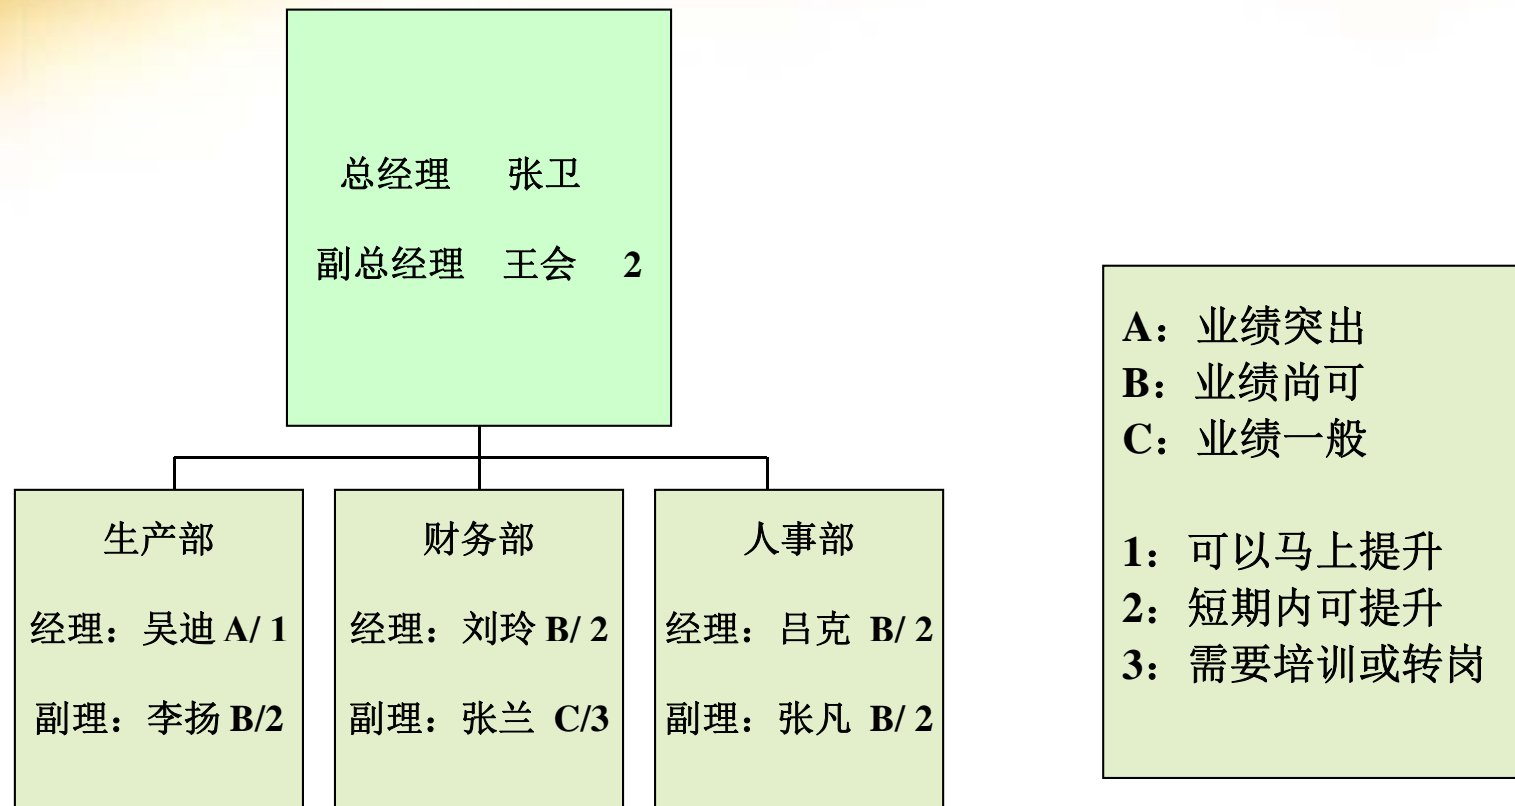 总经理 张卫
副总经理 王会 2
生产部
经理：吴迪 A/ 1
副理：李扬 B/2
财务部
经理：刘玲 B/ 2
副理：张兰 C/3
人事部
经理：吕克 B/ 2
副理：张凡 B/ 2
A：业绩突出
B：业绩尚可
C：业绩一般
1：可以马上提升
2：短期内可提升
3：需要培训或转岗